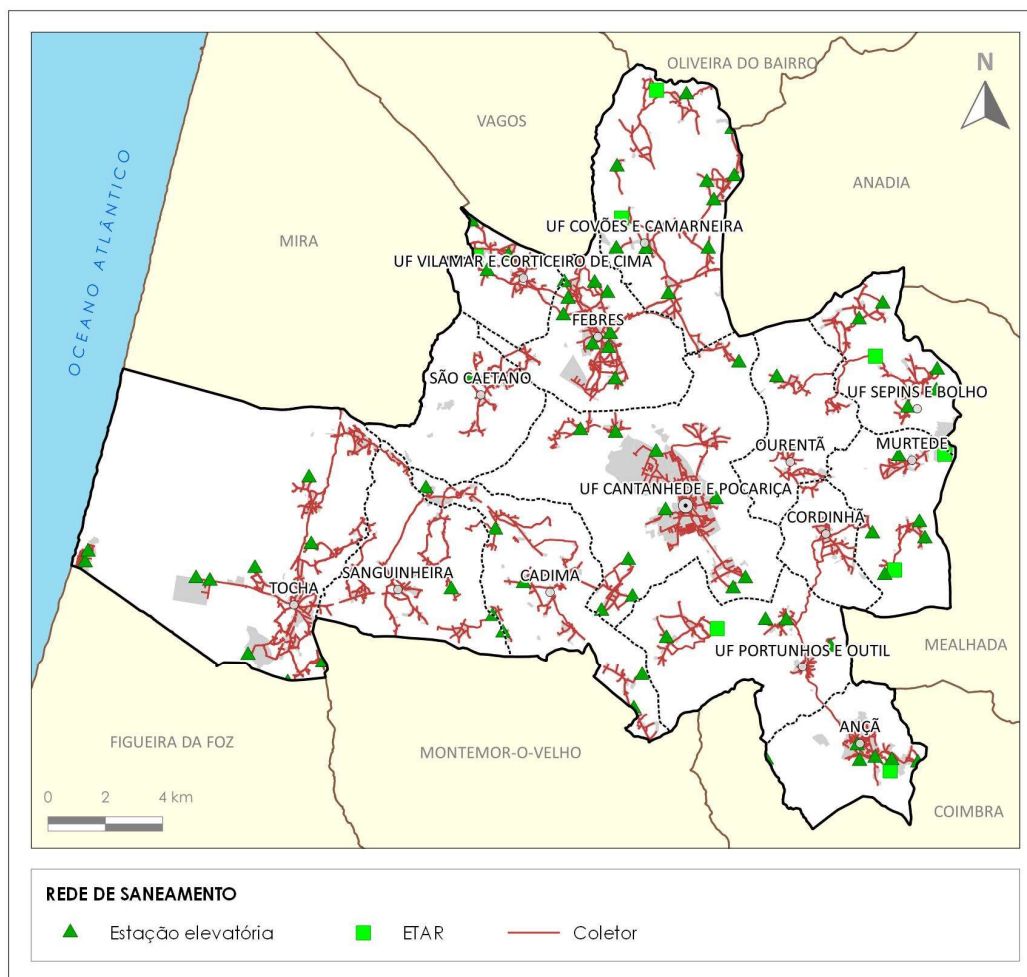 OLIVEIRA DO BAIRRO
N
VAGOS
OCEANO ATLÂNTICO
ANADIA
MIRA
UF COVÕES E CAMARNEIRA
UF VILAMAR E CORTICEIRO DE CIMA
FEBRES
SÃO CAETANO
UF SEPINS E BOLHO
OURENTÃ
MURTEDE
UF CANTANHEDE E POCARIÇA
CORDINHÃ
SANGUINHEIRA
CADIMA
TOCHA
MEALHADA
UF PORTUNHOS E OUTIL
ANÇÃ
FIGUEIRA DA FOZ
MONTEMOR-O-VELHO
COIMBRA
0 2 4 km
REDE DE SANEAMENTO
Estação elevatória ETAR Coletor